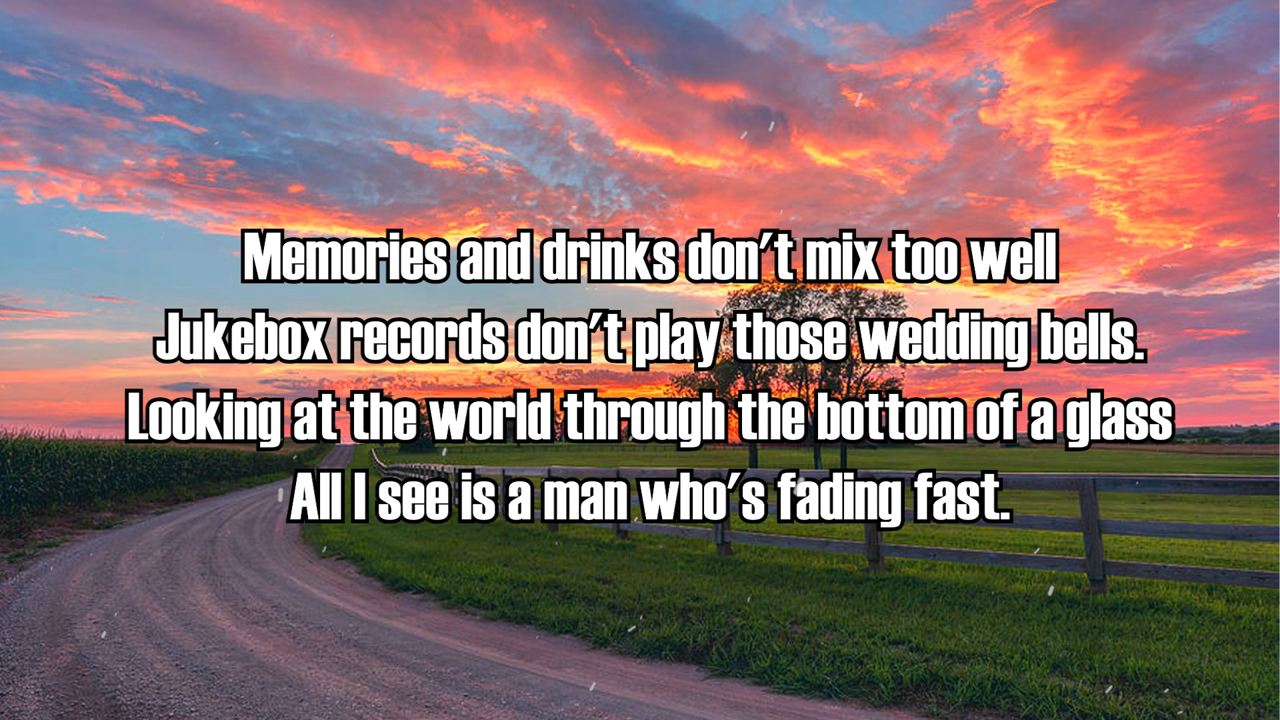 Memories and drinks don't mix too well
Jukebox records don't play those wedding bells.
Looking at the world through the bottom of a glass
All I see is a man who's fading fast.